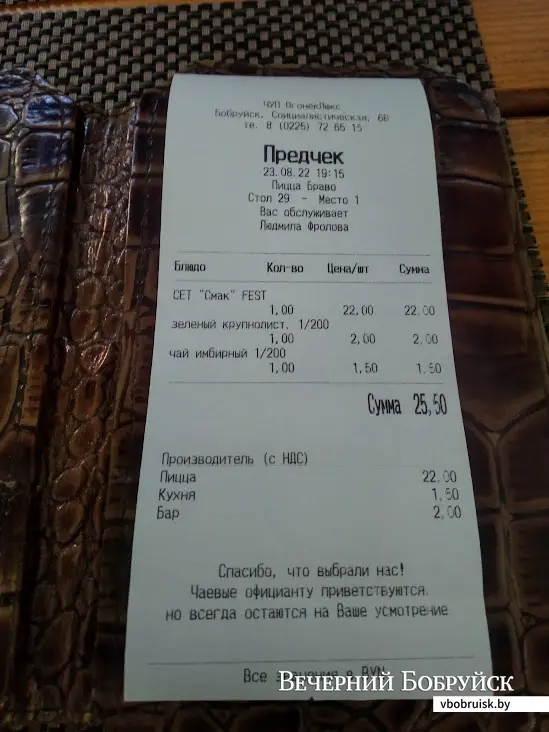 ЧУП ОгонекЛюкс
Бобруйск, Социалистическая, 6В
те. 8 (0225) 72 65 15
Предчек
23.08.22 19:15
Пицца Браво
Стол 29 - Место 1
Вас обслуживает
Людмила Фролова
Блюдо Кол-во Цена/шт Сумма
СЕТ "Смак" FEST
1,00 22,00 22,00
зеленый крупнолист. 1/200
1,00 2,00 2,00
чай имбирный 1/200
1,00 1,50 1,50
Сумма 25,50
Производитель (с НДС)
Пицца 22,00
Кухня 1,50
Бар 2,00
Спасибо, что выбрали нас!
Чаевые официанту приветствуются.
но всегда остаются на Ваше усмотрение
Все в BYN
Вечерний Бобруйск
vbobruisk.by